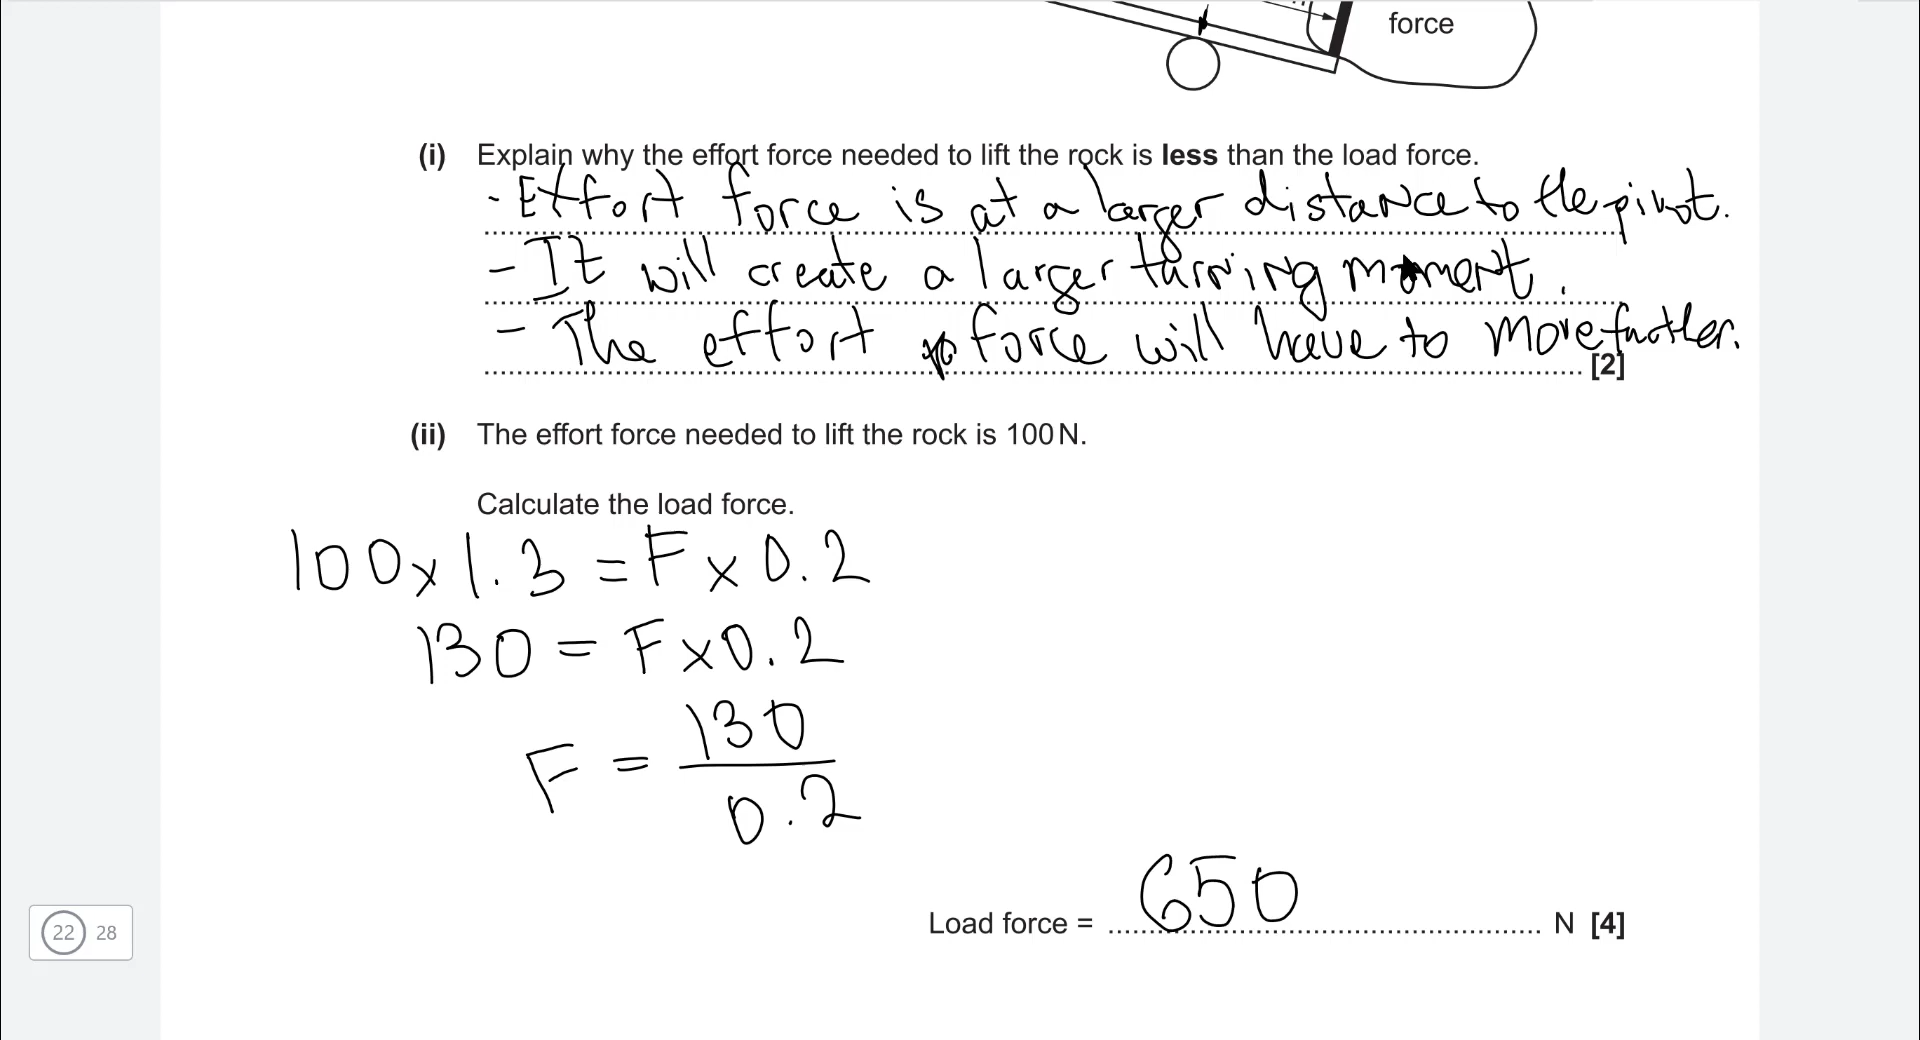 force
(i) Explain why the effort force needed to lift the rock is less than the load force.
- Effort force is at a larger distance to the pivot.
- It will create a larger turning moment.
- The effort force will have to move further.
[2]
(ii) The effort force needed to lift the rock is 100 N.
Calculate the load force.
100 x 1.3 = F x 0.2
130 = F x 0.2
F = 130 / 0.2
Load force = 650 N [4]
22 28